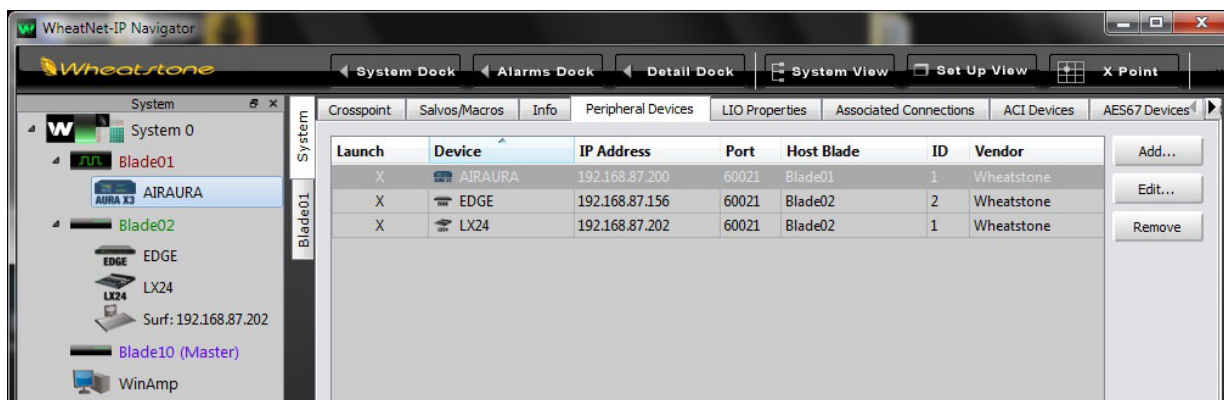 WheatNet-IP Navigator
Wheatstone
System Dock Alarms Dock Detail Dock System View Set Up View X Point
System
System 0
Blade01
AURA X3 AIRAURA
Blade02
EDGE EDGE
LX24 LX24
Surf: 192.168.87.202
Blade10 (Master)
WinAmp
System
Blade01
Crosspoint Salvos/Macros Info Peripheral Devices LIO Properties Associated Connections ACI Devices AES67 Devices
Launch Device IP Address Port Host Blade ID Vendor
X AIRAURA 192.168.87.200 60021 Blade01 1 Wheatstone
X EDGE 192.168.87.156 60021 Blade02 2 Wheatstone
X LX24 192.168.87.202 60021 Blade02 1 Wheatstone
Add...
Edit...
Remove